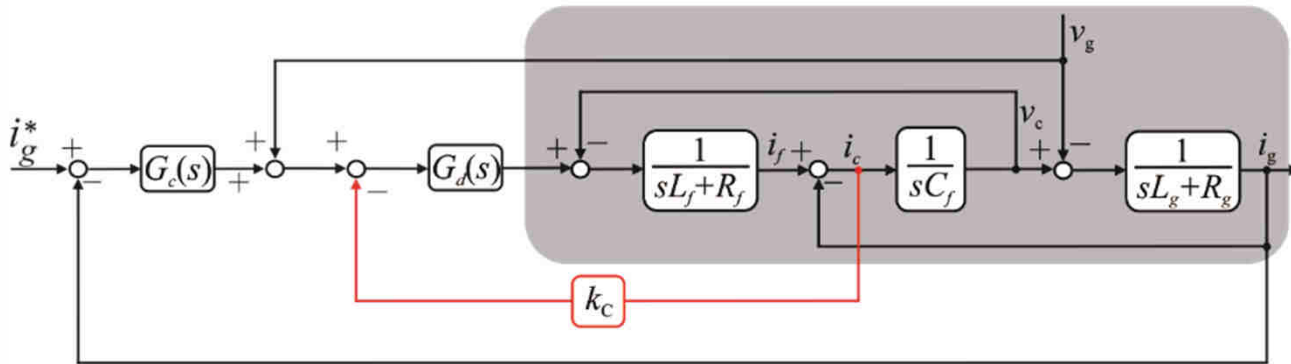 v_g
v_c
i_g^* + − G_c(s) + + + − G_d(s) + − 1/(sL_f+R_f) i_f + − i_c 1/(sC_f) + − 1/(sL_g+R_g) i_g
k_C